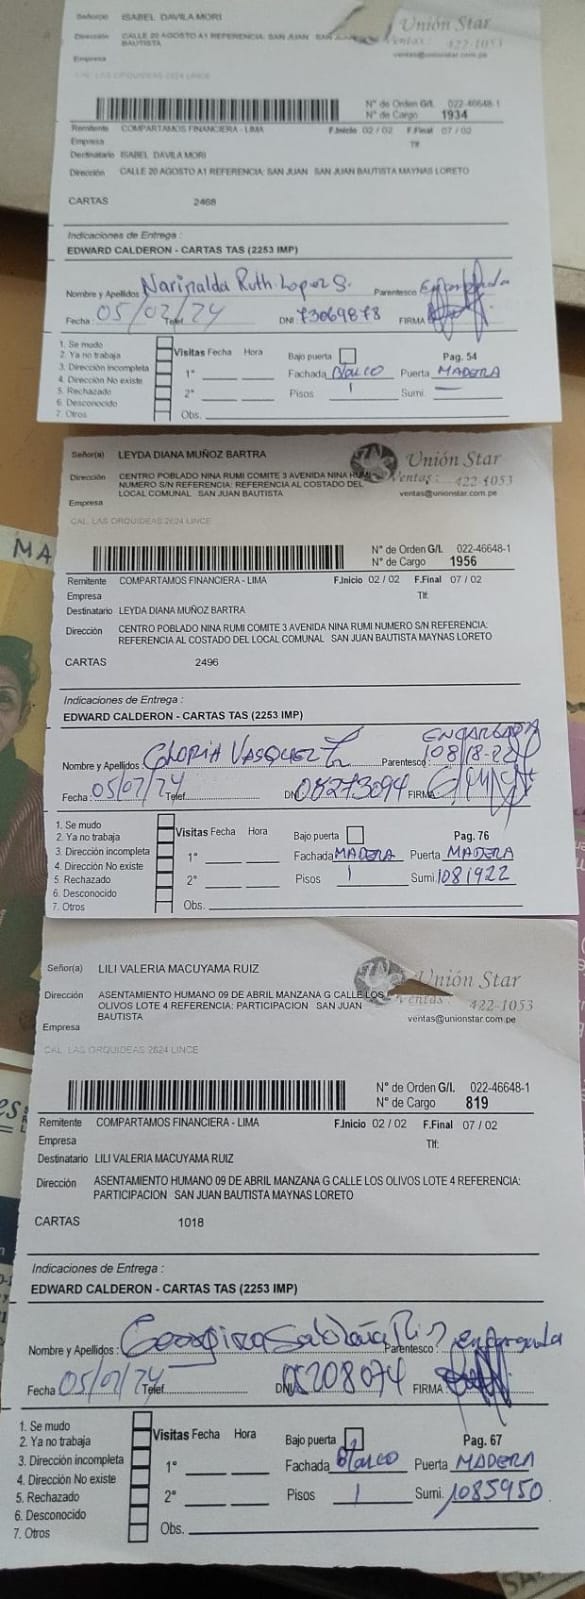 Señor(a) ISABEL DAVILA MORI
Unión Star
Dirección CALLE 20 AGOSTO A1 REFERENCIA: SAN JUAN SAN JUAN
BAUTISTA
Ventas: 422-1053
ventas@unionstar.com.pe
Empresa
CAL. LAS ORQUIDEAS 2624 LINCE
N° de Orden G/I. 022-46648-1
N° de Cargo 1934
Remitente COMPARTAMOS FINANCIERA - LIMA F.Inicio 02 / 02 F.Final 07 / 02
Empresa Tlf:
Destinatario ISABEL DAVILA MORI
Dirección CALLE 20 AGOSTO A1 REFERENCIA: SAN JUAN SAN JUAN BAUTISTA MAYNAS LORETO
CARTAS 2468
Indicaciones de Entrega :
EDWARD CALDERON - CARTAS TAS (2253 IMP)
Nombre y Apellidos: Narinalda Ruth Lopez S. Parentesco Encargada
Fecha: 05/02/24 Telef. DNI 73069878 FIRMA
1. Se mudo
2. Ya no trabaja Visitas Fecha Hora Bajo puerta Pag. 54
3. Dirección incompleta 1° Fachada Blanco Puerta MADERA
4. Dirección No existe
5. Rechazado 2° Pisos 1 Sumi.
6. Desconocido
7. Otros Obs.
Señor(a) LEYDA DIANA MUÑOZ BARTRA
Unión Star
Dirección CENTRO POBLADO NINA RUMI COMITE 3 AVENIDA NINA RUMI
NUMERO S/N REFERENCIA: REFERENCIA AL COSTADO DEL
LOCAL COMUNAL SAN JUAN BAUTISTA
Ventas: 422-1053
ventas@unionstar.com.pe
Empresa
CAL. LAS ORQUIDEAS 2624 LINCE
N° de Orden G/I. 022-46648-1
N° de Cargo 1956
Remitente COMPARTAMOS FINANCIERA - LIMA F.Inicio 02 / 02 F.Final 07 / 02
Empresa Tlf:
Destinatario LEYDA DIANA MUÑOZ BARTRA
Dirección CENTRO POBLADO NINA RUMI COMITE 3 AVENIDA NINA RUMI NUMERO S/N REFERENCIA:
REFERENCIA AL COSTADO DEL LOCAL COMUNAL SAN JUAN BAUTISTA MAYNAS LORETO
CARTAS 2496
Indicaciones de Entrega :
EDWARD CALDERON - CARTAS TAS (2253 IMP)
ENCARGADA
Nombre y Apellidos: GLORIA VASQUEZ Parentesco:
Fecha: 05/02/24 Telef. DNI 05273094 FIRMA
1. Se mudo
2. Ya no trabaja Visitas Fecha Hora Bajo puerta Pag. 76
3. Dirección incompleta 1° Fachada MADERA Puerta MADERA
4. Dirección No existe
5. Rechazado 2° Pisos 1 Sumi. 1081922
6. Desconocido
7. Otros Obs.
Señor(a) LILI VALERIA MACUYAMA RUIZ
Unión Star
Dirección ASENTAMIENTO HUMANO 09 DE ABRIL MANZANA G CALLE LOS
OLIVOS LOTE 4 REFERENCIA: PARTICIPACION SAN JUAN
BAUTISTA
Ventas: 422-1053
ventas@unionstar.com.pe
Empresa
CAL. LAS ORQUIDEAS 2624 LINCE
N° de Orden G/I. 022-46648-1
N° de Cargo 819
Remitente COMPARTAMOS FINANCIERA - LIMA F.Inicio 02 / 02 F.Final 07 / 02
Empresa Tlf:
Destinatario LILI VALERIA MACUYAMA RUIZ
Dirección ASENTAMIENTO HUMANO 09 DE ABRIL MANZANA G CALLE LOS OLIVOS LOTE 4 REFERENCIA:
PARTICIPACION SAN JUAN BAUTISTA MAYNAS LORETO
CARTAS 1018
Indicaciones de Entrega :
EDWARD CALDERON - CARTAS TAS (2253 IMP)
Nombre y Apellidos: Georgina Saldaña Parentesco: encargada
Fecha 05/02/24 Telef. DNI 05208074 FIRMA
1. Se mudo
2. Ya no trabaja Visitas Fecha Hora Bajo puerta Pag. 67
3. Dirección incompleta 1° Fachada Blanco Puerta MADERA
4. Dirección No existe
5. Rechazado 2° Pisos 1 Sumi. 1085950
6. Desconocido
7. Otros Obs.